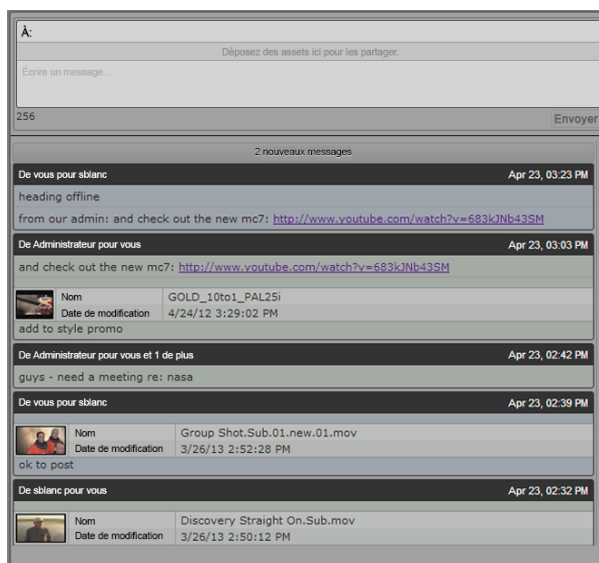 À:
Déposez des assets ici pour les partager.
Écrire un message...
256
Envoyer
2 nouveaux messages
De vous pour sblanc Apr 23, 03:23 PM
heading offline
from our admin: and check out the new mc7: http://www.youtube.com/watch?v=683kJNb43SM
De Administrateur pour vous Apr 23, 03:03 PM
and check out the new mc7: http://www.youtube.com/watch?v=683kJNb43SM
Nom GOLD_10to1_PAL25i
Date de modification 4/24/12 3:29:02 PM
add to style promo
De Administrateur pour vous et 1 de plus Apr 23, 02:42 PM
guys - need a meeting re: nasa
De vous pour sblanc Apr 23, 02:39 PM
Nom Group Shot.Sub.01.new.01.mov
Date de modification 3/26/13 2:52:28 PM
ok to post
De sblanc pour vous Apr 23, 02:32 PM
Nom Discovery Straight On.Sub.mov
Date de modification 3/26/13 2:50:12 PM